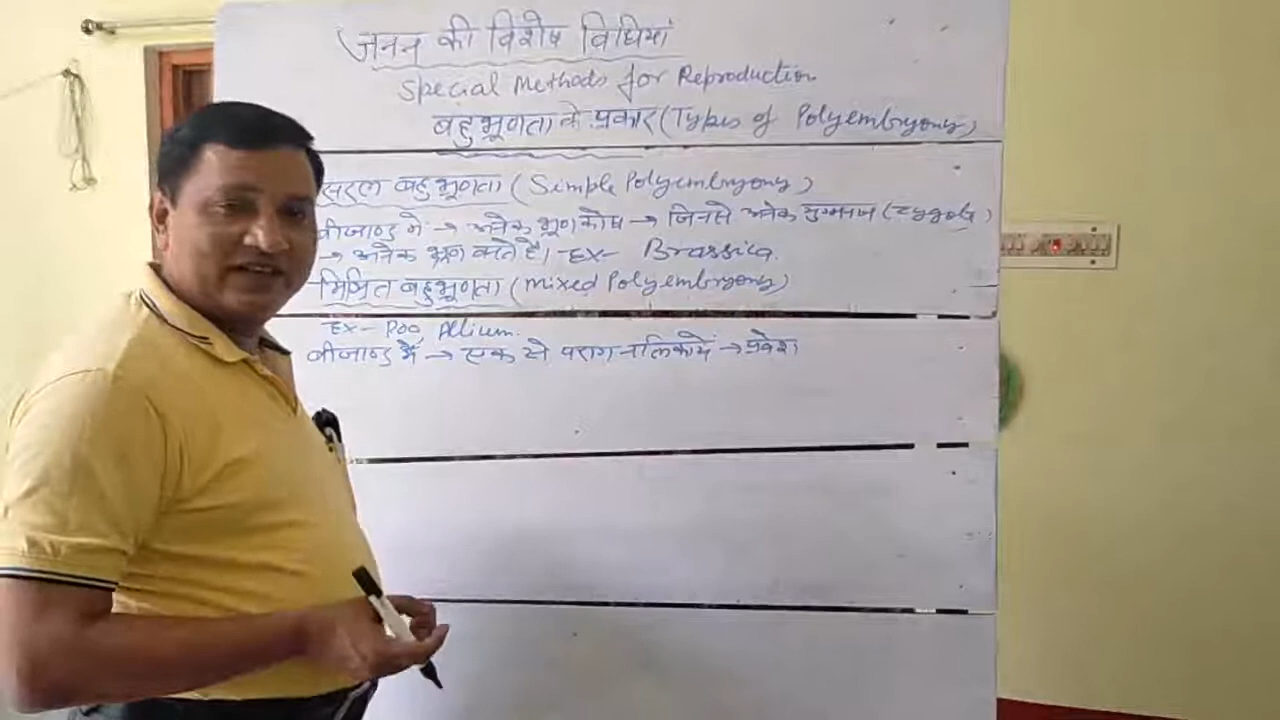 जनन की विशेष विधियां
Special Methods for Reproduction
बहुभ्रूणता के प्रकार (Types of Polyembryony)
सरल बहुभ्रूणता (Simple Polyembryony)
बीजाण्ड में → अनेक भ्रूणकोष → जिनसे अनेक युग्मनज (Zygote)
→ अनेक भ्रूण बनते हैं। Ex- Brassica.
मिश्रित बहुभ्रूणता (Mixed Polyembryony)
Ex- Poa, Allium.
बीजाण्ड में → एक से पराग नलिकायें → प्रवेश